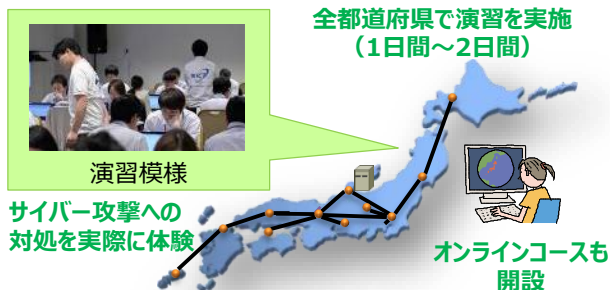 全都道府県で演習を実施
（1日間～2日間）
演習模様
サイバー攻撃への
対処を実際に体験
オンラインコースも
開設